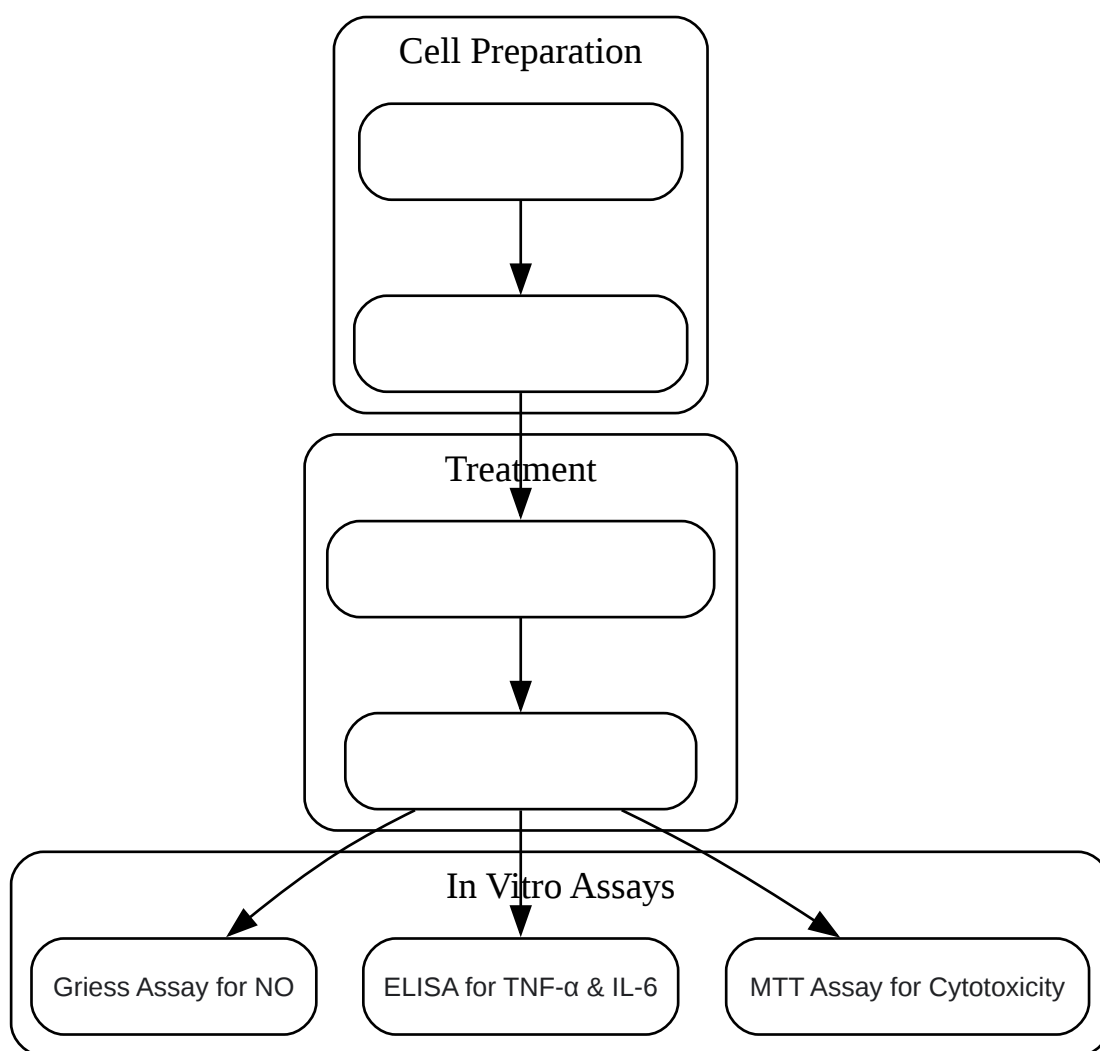 Cell Preparation
Treatment
In Vitro Assays
Griess Assay for NO
ELISA for TNF-α & IL-6
MTT Assay for Cytotoxicity